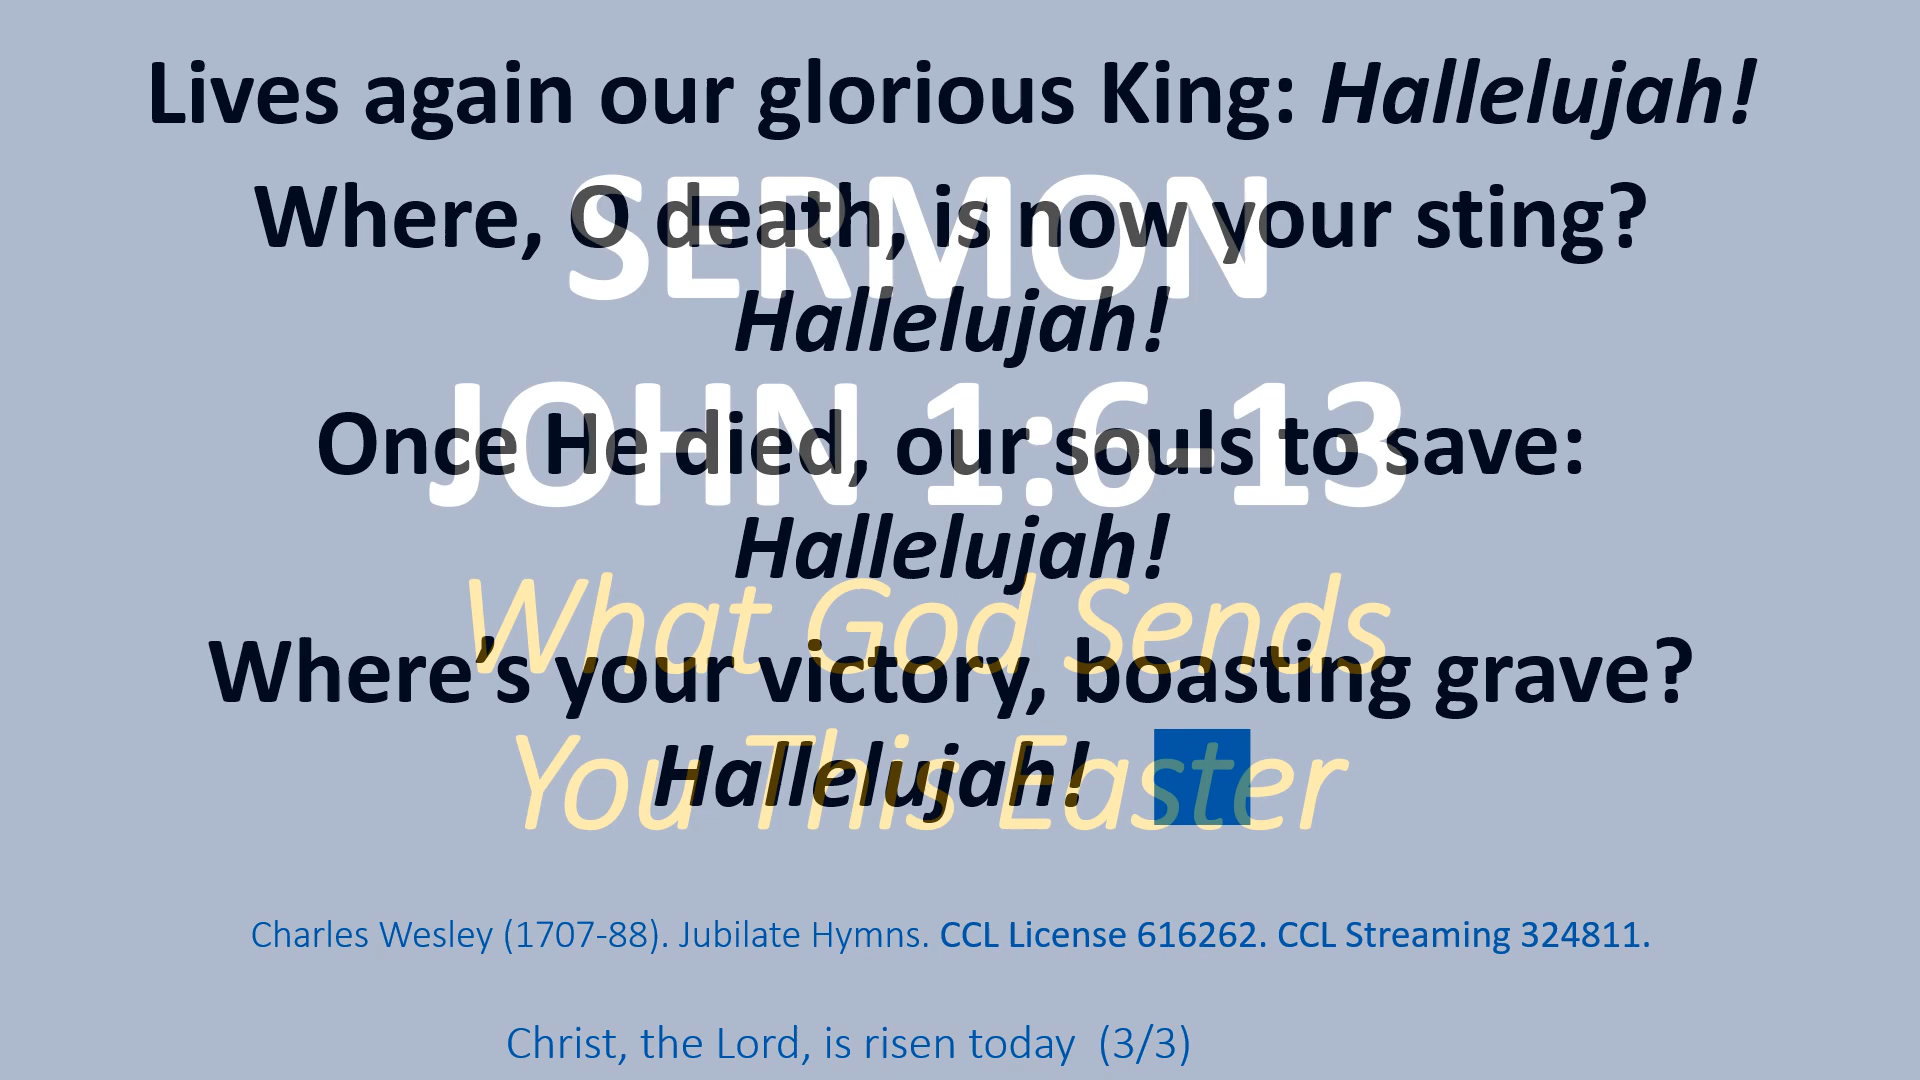 Lives again our glorious King: Hallelujah!
Where, O death, is now your sting?
Hallelujah!
Once He died, our souls to save:
Hallelujah!
Where’s your victory, boasting grave?
Hallelujah!
SERMON
JOHN 1:6-13
What God Sends
You This Easter
Charles Wesley (1707-88). Jubilate Hymns. CCL License 616262. CCL Streaming 324811.
Christ, the Lord, is risen today (3/3)